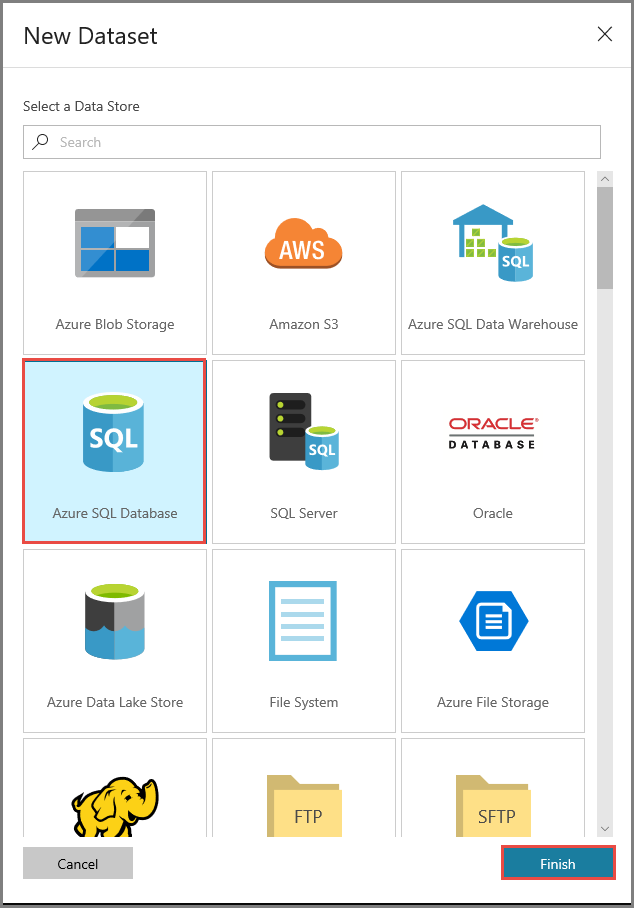 New Dataset
Select a Data Store
Search
AWS
SQL
Azure Blob Storage
Amazon S3
Azure SQL Data Warehouse
SQL
SQL
ORACLE®
DATABASE
Azure SQL Database
SQL Server
Oracle
Azure Data Lake Store
File System
Azure File Storage
FTP
SFTP
Cancel
Finish